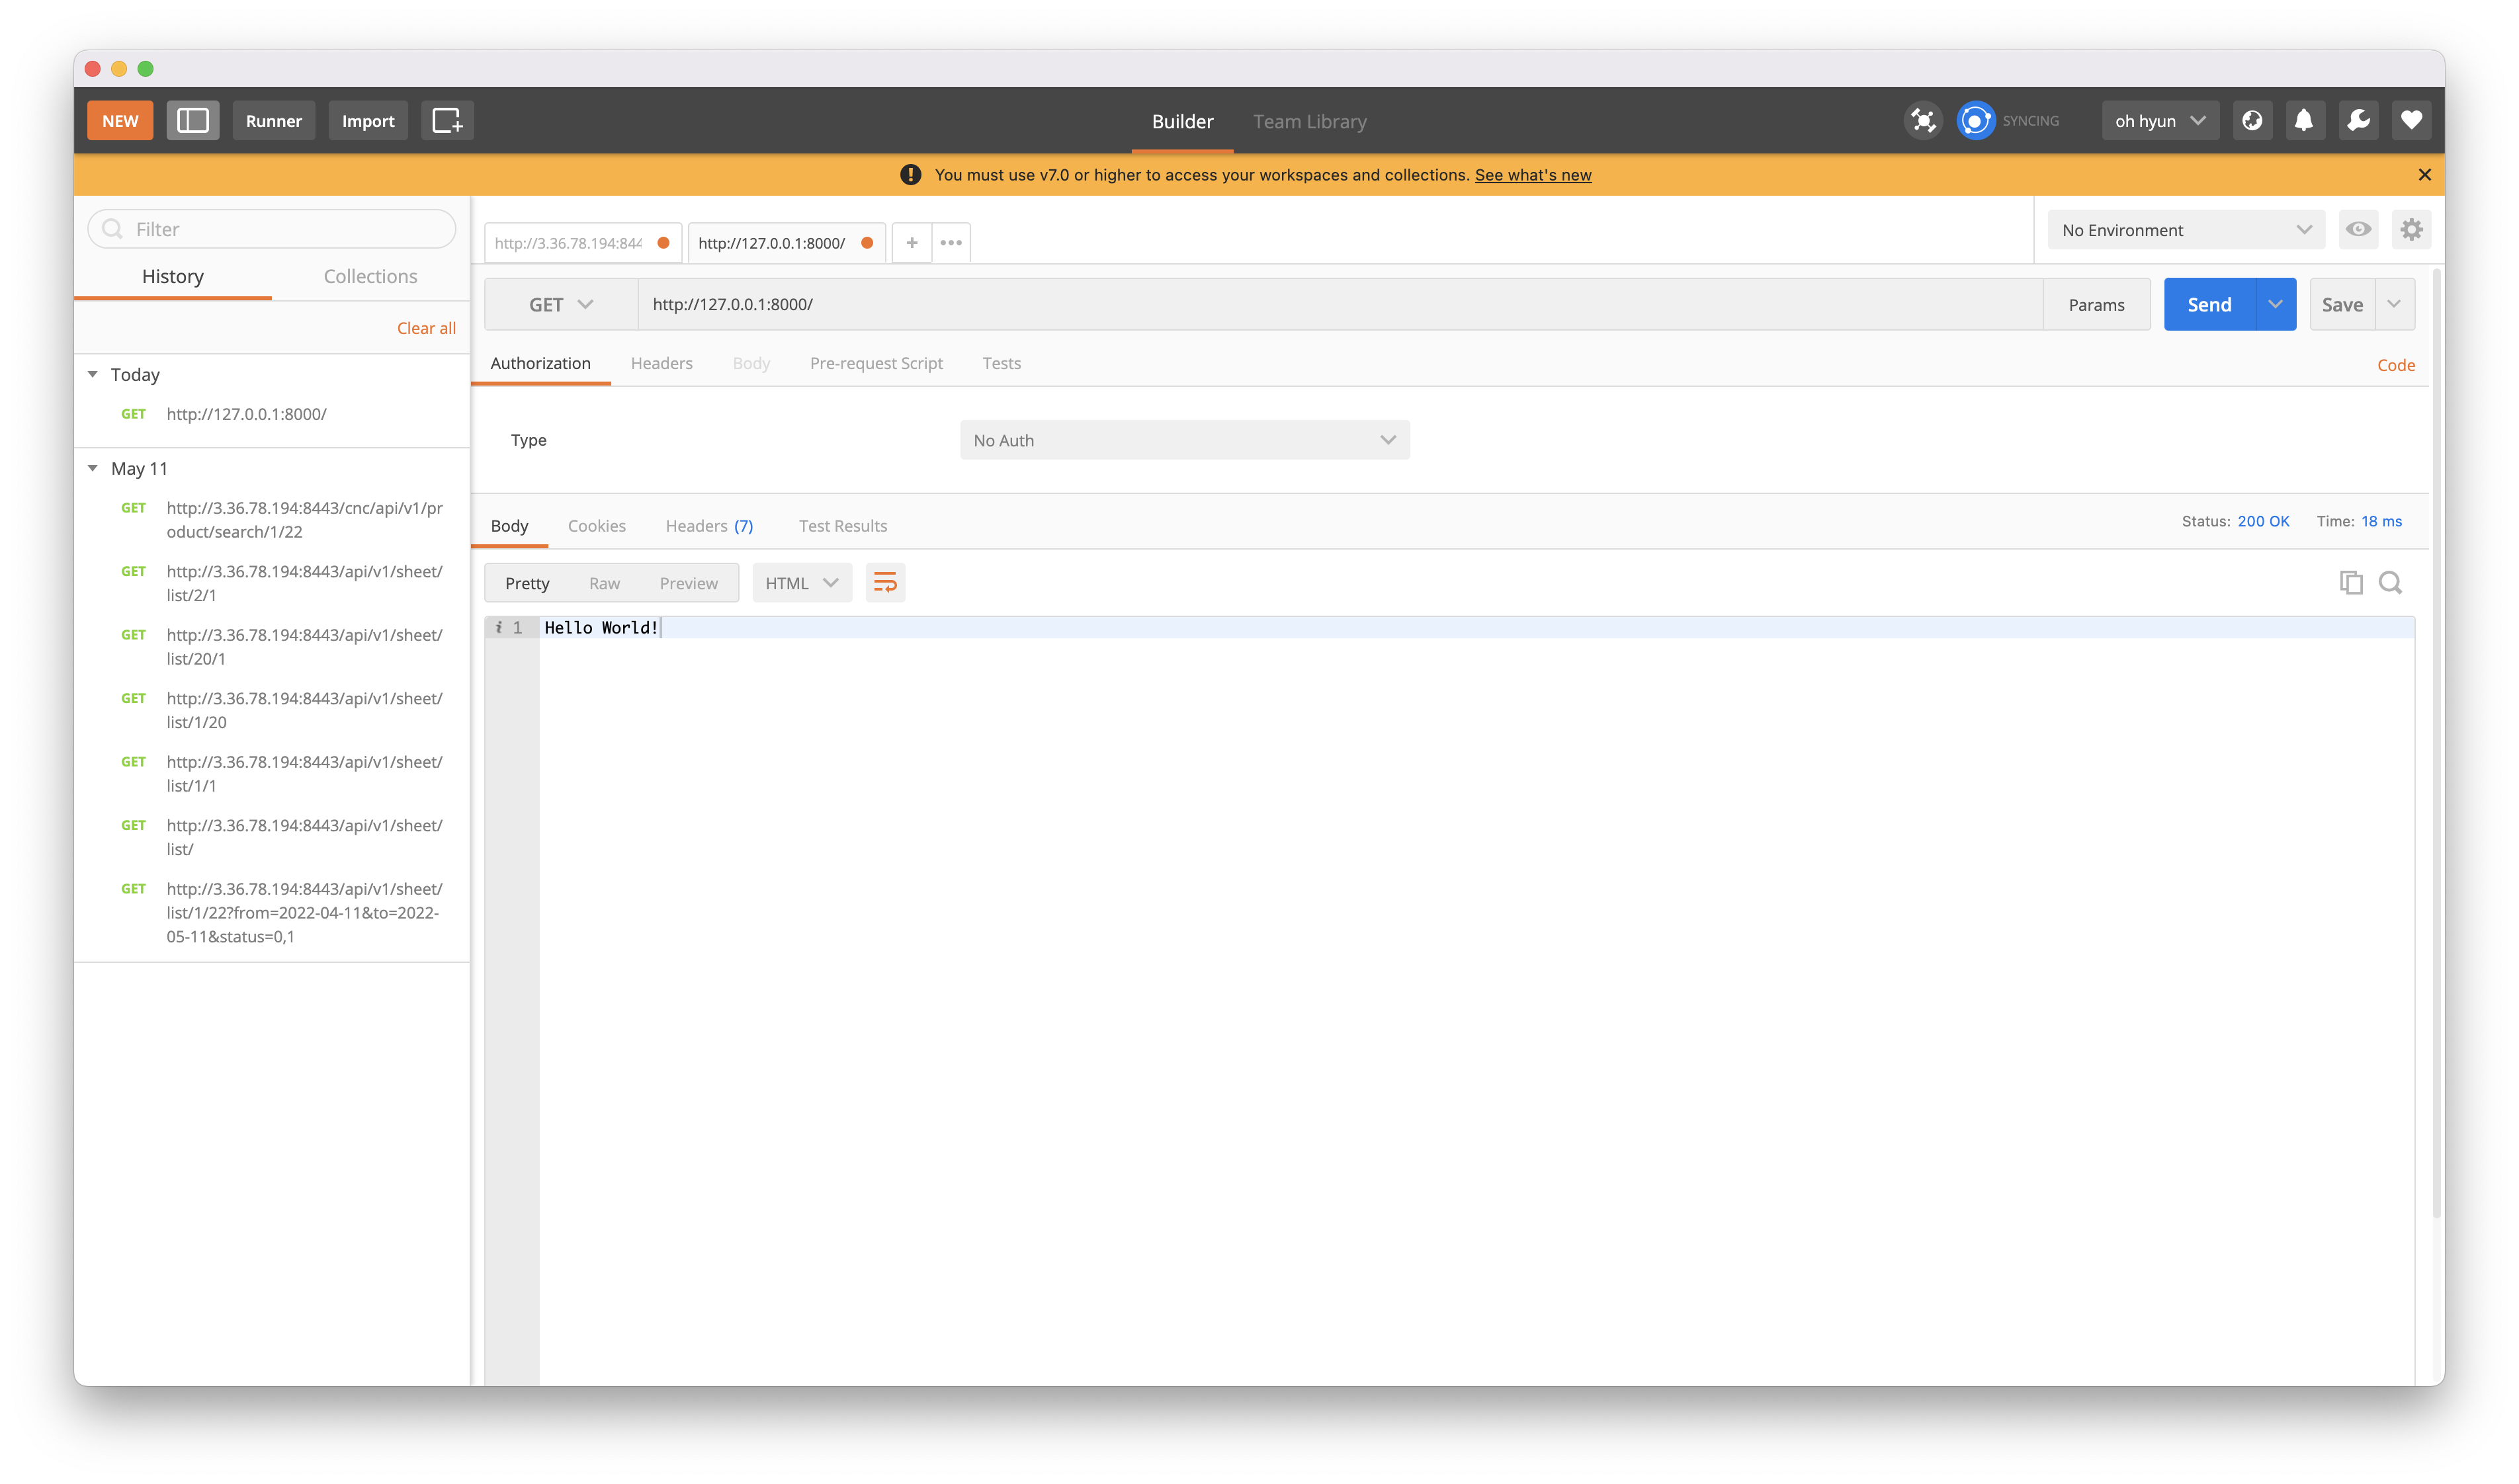 NEW
Runner
Import
Builder
Team Library
SYNCING
oh hyun
You must use v7.0 or higher to access your workspaces and collections. See what's new
Filter
History
Collections
Clear all
Today
GET http://127.0.0.1:8000/
May 11
GET http://3.36.78.194:8443/cnc/api/v1/pr
oduct/search/1/22
GET http://3.36.78.194:8443/api/v1/sheet/
list/2/1
GET http://3.36.78.194:8443/api/v1/sheet/
list/20/1
GET http://3.36.78.194:8443/api/v1/sheet/
list/1/20
GET http://3.36.78.194:8443/api/v1/sheet/
list/1/1
GET http://3.36.78.194:8443/api/v1/sheet/
list/
GET http://3.36.78.194:8443/api/v1/sheet/
list/1/22?from=2022-04-11&to=2022-
05-11&status=0,1
http://3.36.78.194:844
http://127.0.0.1:8000/
No Environment
GET
http://127.0.0.1:8000/
Params
Send
Save
Authorization
Headers
Body
Pre-request Script
Tests
Code
Type
No Auth
Body
Cookies
Headers (7)
Test Results
Status: 200 OK
Time: 18 ms
Pretty
Raw
Preview
HTML
i 1 Hello World!